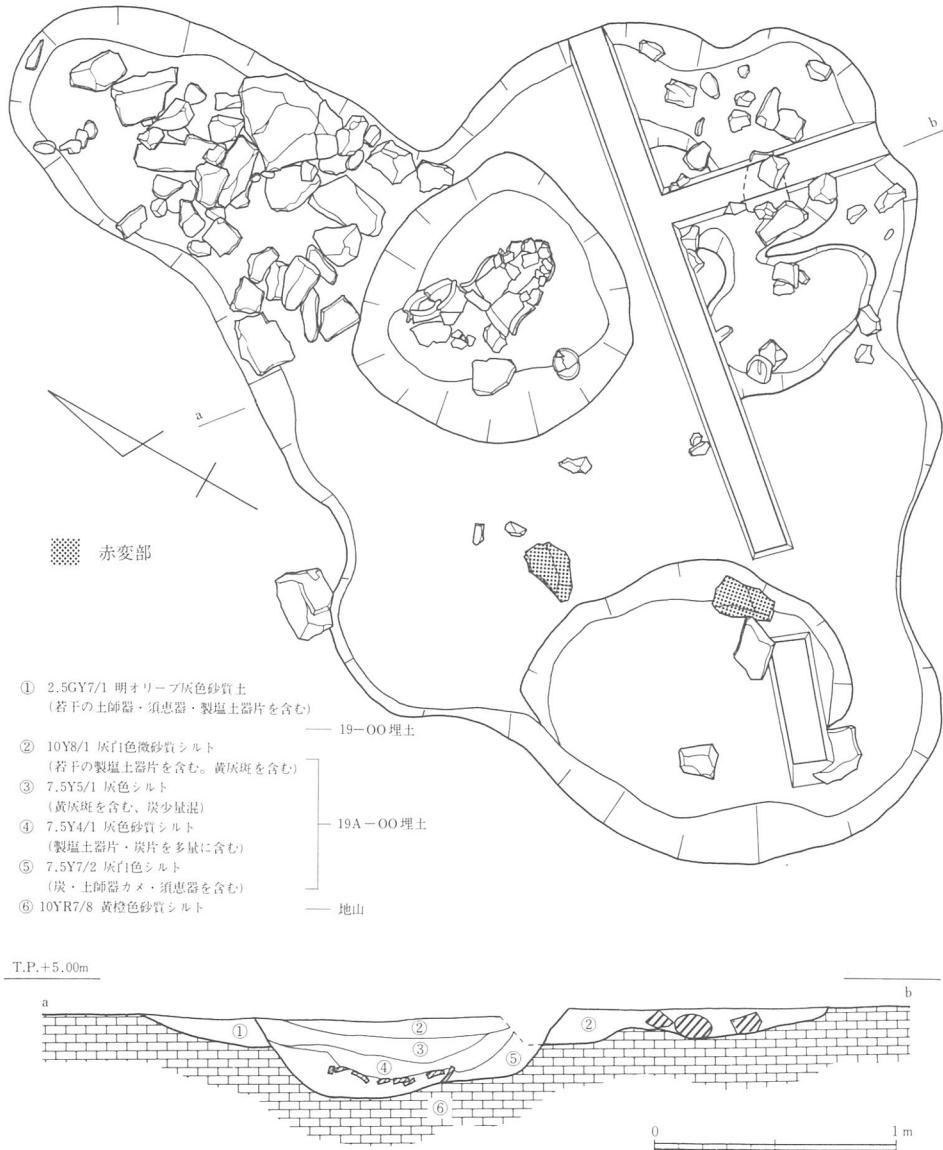 b
a
赤変部
① 2.5GY7/1 明オリーブ灰色砂質土
(若干の土師器・須恵器・製塩土器片を含む)
19-OO埋土
② 10Y8/1 灰白色微砂質シルト
(若干の製塩土器片を含む。黄灰斑を含む)
③ 7.5Y5/1 灰色シルト
(黄灰斑を含む、炭少量混)
19A-OO埋土
④ 7.5Y4/1 灰色砂質シルト
(製塩土器片・炭片を多量に含む)
⑤ 7.5Y7/2 灰白色シルト
(炭・土師器カメ・須恵器を含む)
⑥ 10YR7/8 黄橙色砂質シルト
地山
T.P.+5.00m
a
b
①
②
②
③
④
⑤
⑥
0
1 m